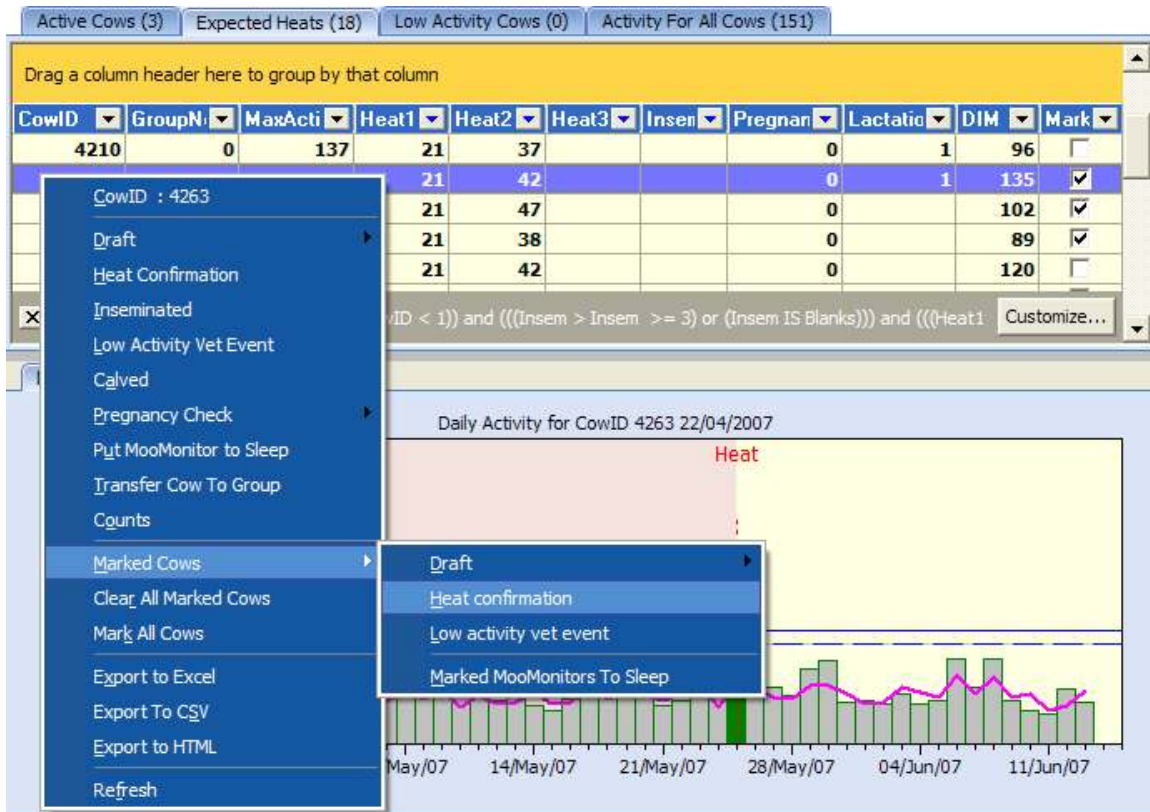 Active Cows (3) Expected Heats (18) Low Activity Cows (0) Activity For All Cows (151)
Drag a column header here to group by that column
CowID GroupN MaxActi Heat1 Heat2 Heat3 Insem Pregnan Lactatio DIM Mark
4210 0 137 21 37 0 1 96
21 42 0 1 135
21 47 0 102
21 38 0 89
21 42 0 120
< 1)) and (((Insem > Insem >= 3) or (Insem IS Blanks))) and (((Heat1 Customize...
CowID : 4263
Draft
Heat Confirmation
Inseminated
Low Activity Vet Event
Calved
Pregnancy Check
Put MooMonitor to Sleep
Transfer Cow To Group
Counts
Marked Cows
Clear All Marked Cows
Mark All Cows
Export to Excel
Export To CSV
Export to HTML
Refresh
Draft
Heat confirmation
Low activity vet event
Marked MooMonitors To Sleep
Daily Activity for CowID 4263 22/04/2007
Heat
May/07 14/May/07 21/May/07 28/May/07 04/Jun/07 11/Jun/07